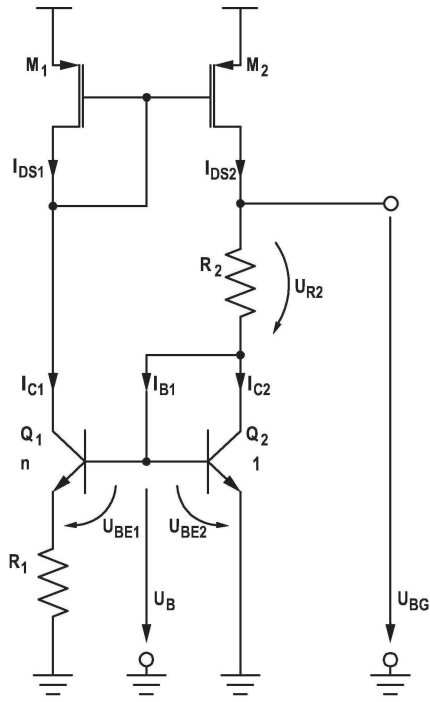 M1 M2
IDS1 IDS2
R2 UR2
IC1 IB1 IC2
Q1 Q2
n 1
UBE1 UBE2
R1 UB UBG